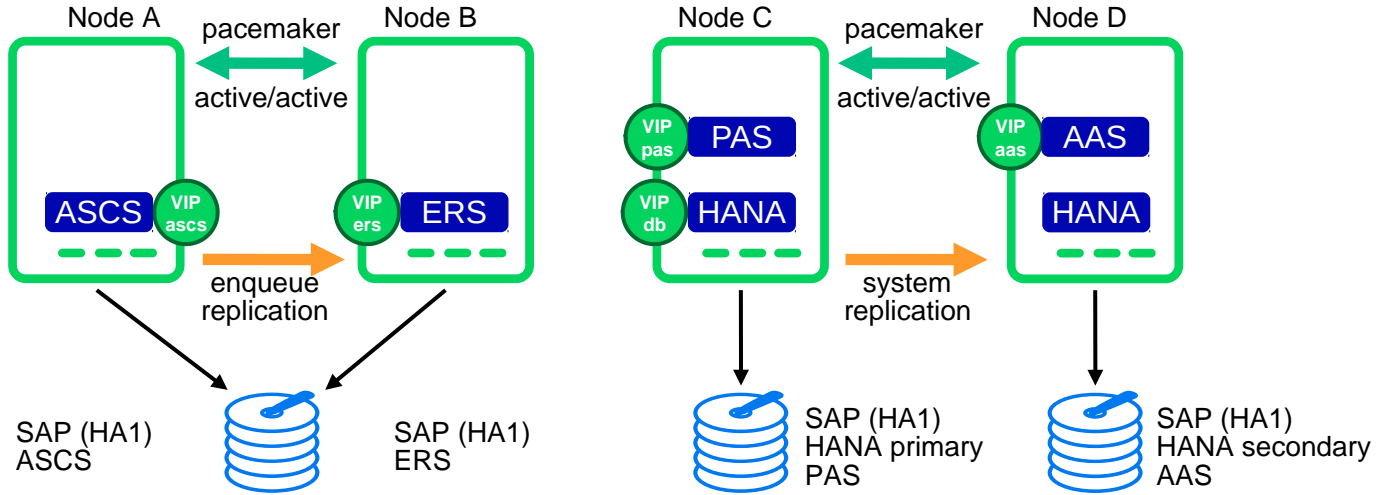 Node A
Node B
Node C
Node D
pacemaker
active/active
pacemaker
active/active
VIP
pas
PAS
VIP
aas
AAS
ASCS
VIP
ascs
VIP
ers
ERS
VIP
db
HANA
HANA
enqueue
replication
system
replication
SAP (HA1)
ASCS
SAP (HA1)
ERS
SAP (HA1)
HANA primary
PAS
SAP (HA1)
HANA secondary
AAS